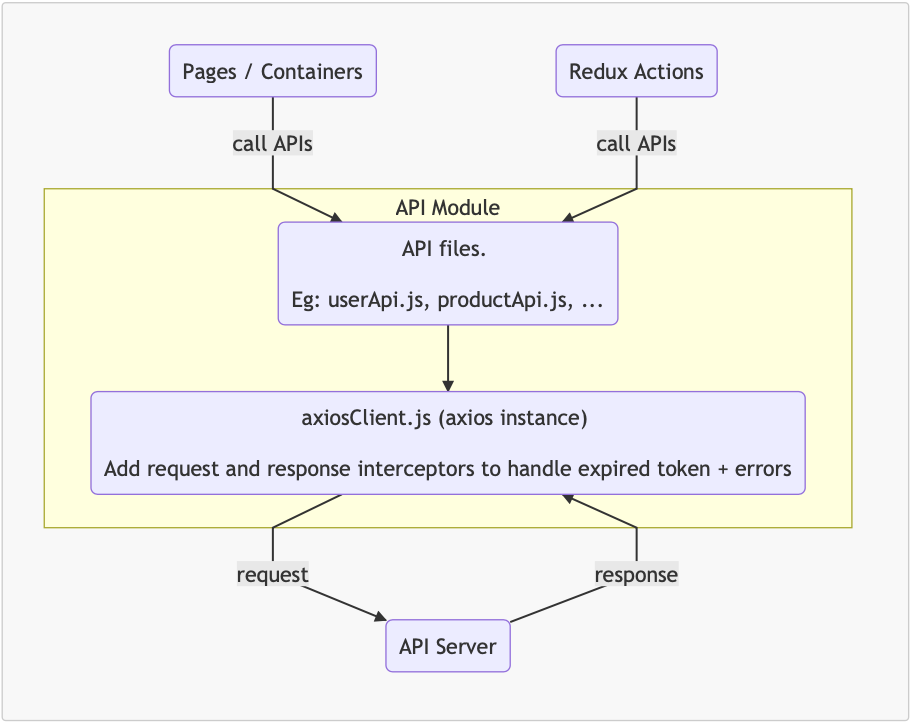 Pages / Containers
Redux Actions
call APIs
call APIs
API Module
API files.
Eg: userApi.js, productApi.js, ...
axiosClient.js (axios instance)
Add request and response interceptors to handle expired token + errors
request
response
API Server